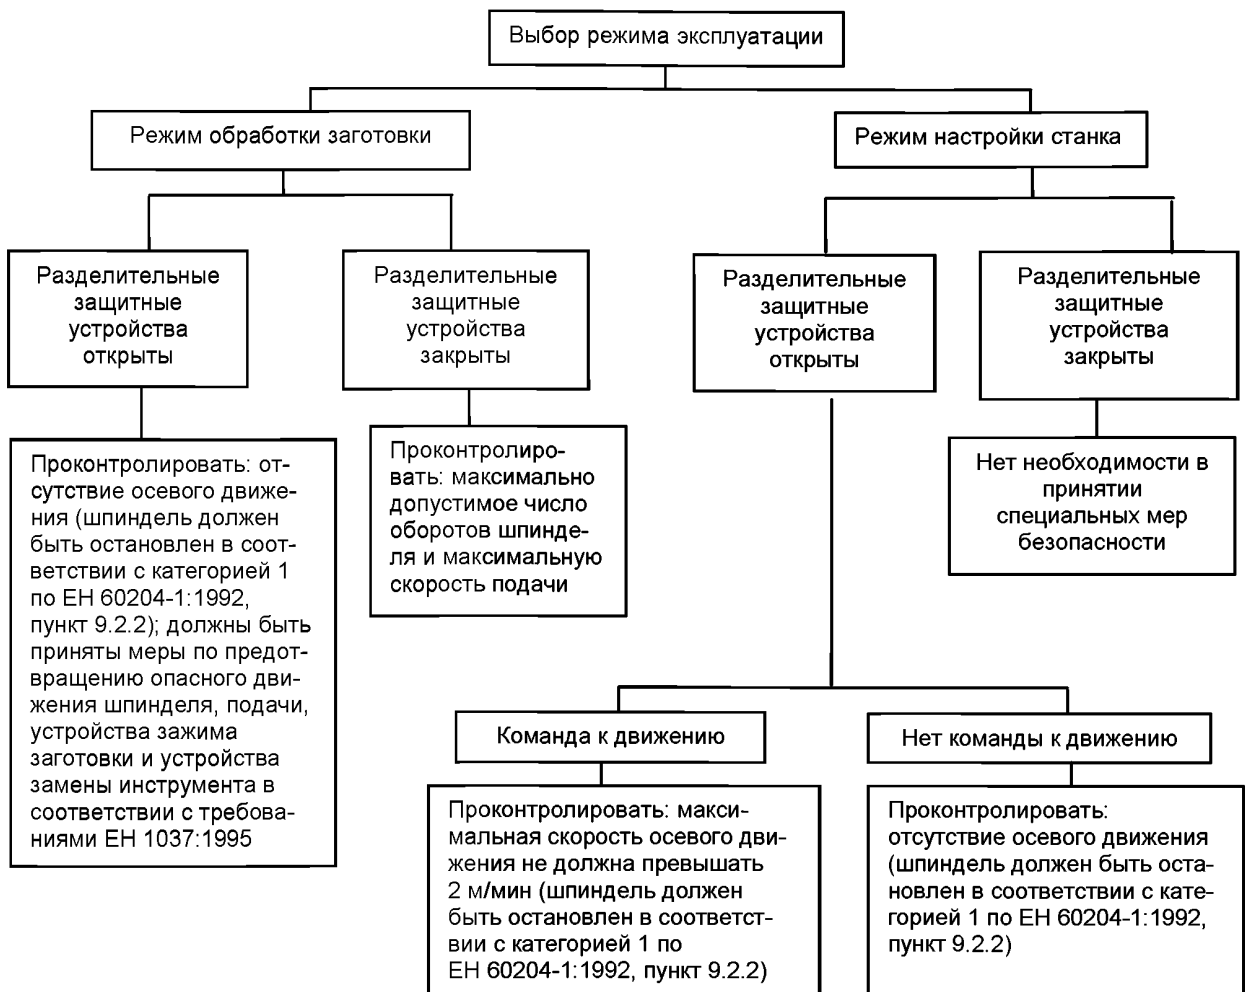 Выбор режима эксплуатации
Режим обработки заготовки
Режим настройки станка
Разделительные
защитные
устройства
открыты
Разделительные
защитные
устройства
закрыты
Разделительные
защитные
устройства
открыты
Разделительные
защитные
устройства
закрыты
Проконтролировать: от-
сутствие осевого движе-
ния (шпиндель должен
быть остановлен в соот-
ветствии с категорией 1
по ЕН 60204-1:1992,
пункт 9.2.2); должны быть
приняты меры по предот-
вращению опасного дви-
жения шпинделя, подачи,
устройства зажима
заготовки и устройства
замены инструмента в
соответствии с требова-
ниями ЕН 1037:1995
Проконтролиро-
вать: максимально
допустимое число
оборотов шпинде-
ля и максимальную
скорость подачи
Нет необходимости в
принятии
специальных мер
безопасности
Команда к движению
Нет команды к движению
Проконтролировать: макси-
мальная скорость осевого дви-
жения не должна превышать
2 м/мин (шпиндель должен
быть остановлен в соответст-
вии с категорией 1 по
ЕН 60204-1:1992, пункт 9.2.2)
Проконтролировать:
отсутствие осевого движения
(шпиндель должен быть оста-
новлен в соответствии с кате-
горией 1 по ЕН 60204-1:1992,
пункт 9.2.2)